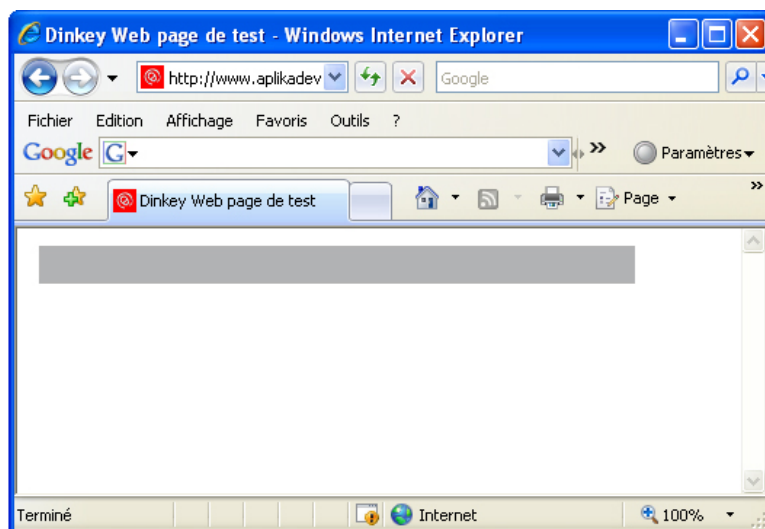 Dinkey Web page de test - Windows Internet Explorer
http://www.aplikadev
Google
Fichier Edition Affichage Favoris Outils ?
Google G Paramètres
Dinkey Web page de test
Page
Terminé Internet 100%